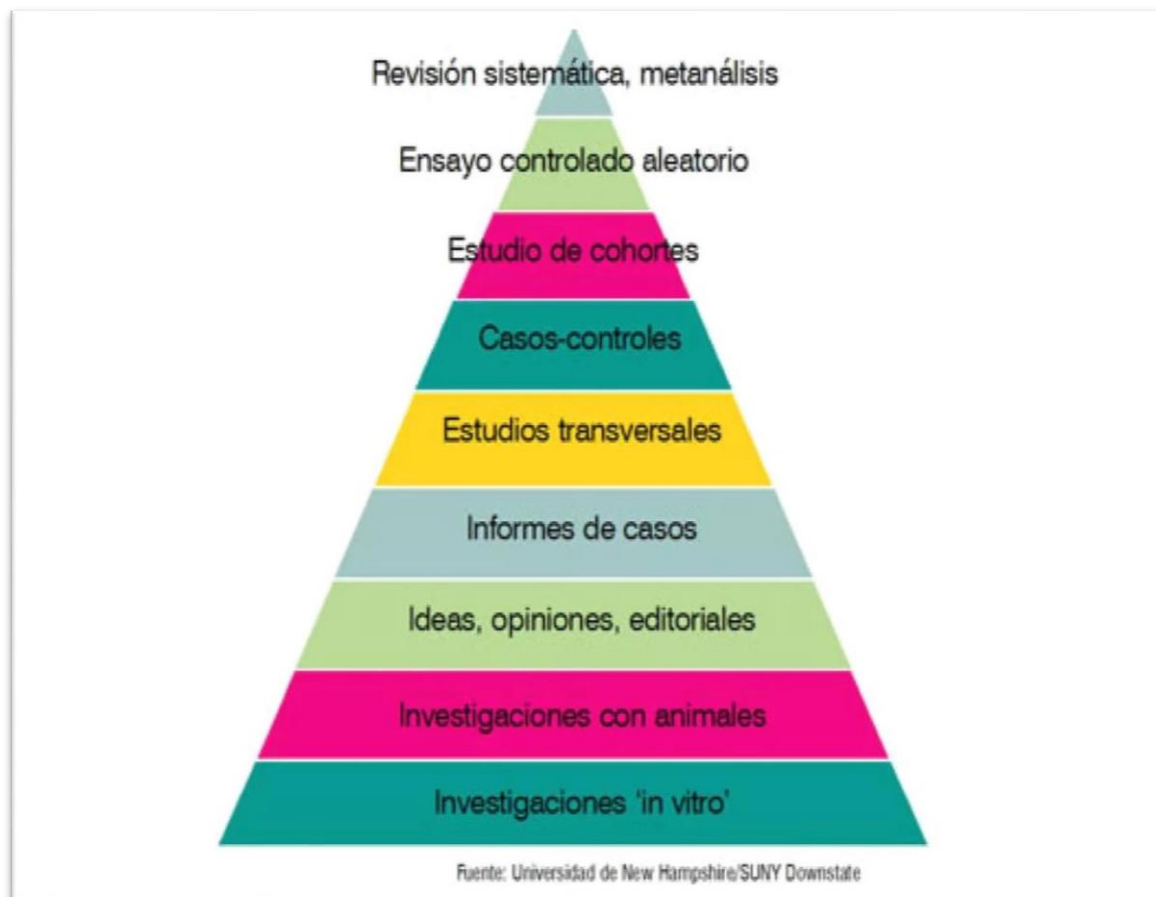 Revisión sistemática, metanálisis
Ensayo controlado aleatorio
Estudio de cohortes
Casos-controles
Estudios transversales
Informes de casos
Ideas, opiniones, editoriales
Investigaciones con animales
Investigaciones ‘in vitro’
Fuente: Universidad de New Hampshire/SUNY Downstate